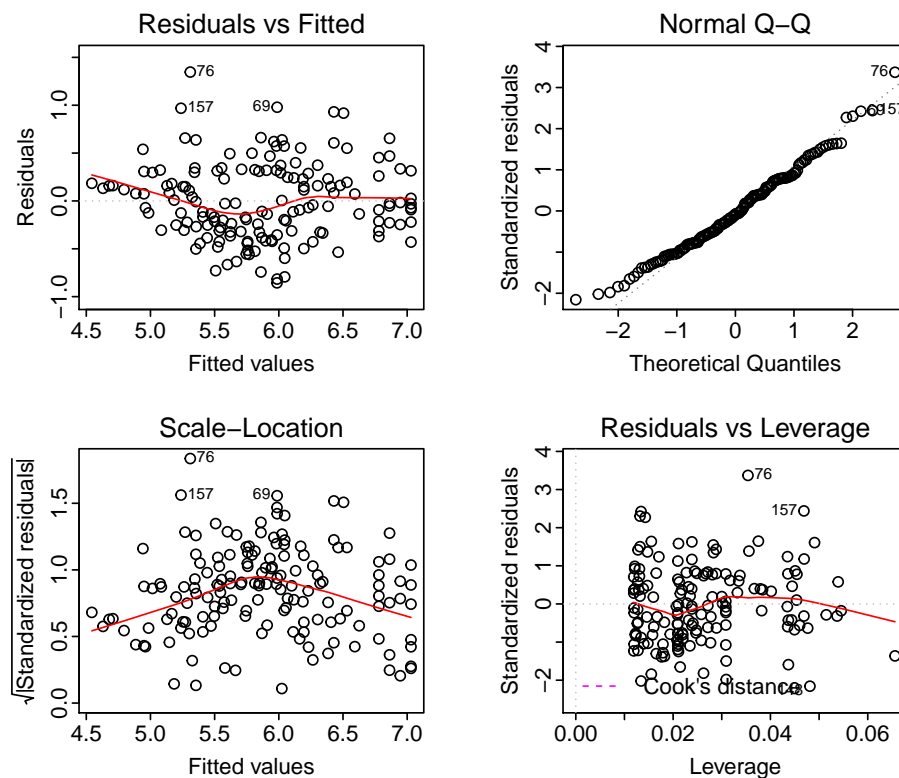 Residuals vs Fitted
Residuals
1.0
0.0
−1.0
76
157
69
4.5 5.0 5.5 6.0 6.5 7.0
Fitted values
Normal Q−Q
Standardized residuals
4
3
2
1
0
−2
76
69
157
−2 −1 0 1 2
Theoretical Quantiles
Scale−Location
√|Standardized residuals|
1.5
1.0
0.5
0.0
76
157
69
4.5 5.0 5.5 6.0 6.5 7.0
Fitted values
Residuals vs Leverage
Standardized residuals
4
3
2
1
0
−2
76
157
Cook's distance
148
0.00 0.02 0.04 0.06
Leverage